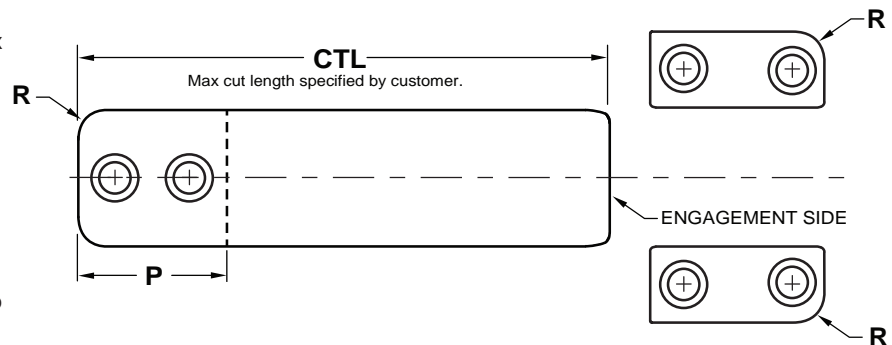 CTL
Max cut length specified by customer.
R
R
ENGAGEMENT SIDE
P
R